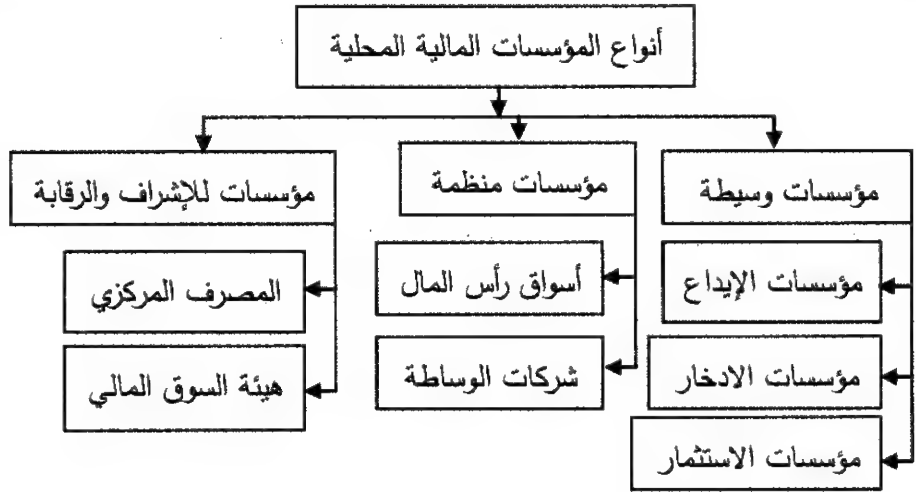 أنواع المؤسسات المالية المحلية
مؤسسات وسيطة
مؤسسات منظمة
مؤسسات للإشراف والرقابة
مؤسسات الإيداع
أسواق رأس المال
المصرف المركزي
مؤسسات الادخار
شركات الوساطة
هيئة السوق المالي
مؤسسات الاستثمار